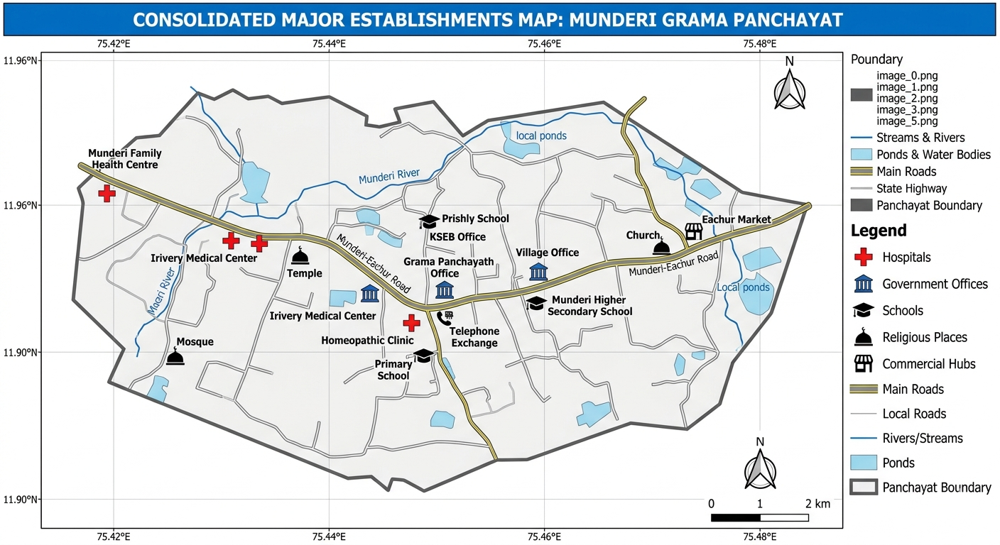 CONSOLIDATED MAJOR ESTABLISHMENTS MAP: MUNDERI GRAMA PANCHAYAT
75.42°E
75.44°E
75.46°E
75.48°E
11.96°N
11.96°N
11.90°N
11.90°N
N
Munderi Family
Health Centre
local ponds
Munderi River
Prishly School
KSEB Office
Eachur Market
Church
Irivery Medical Center
Temple
Munderi-Eachur Road
Grama Panchayath
Office
Village Office
Munderi-Eachur Road
Local ponds
Irivery Medical Center
Munderi Higher
Secondary School
Homeopathic Clinic
Telephone
Exchange
Mosque
Primary
School
N
0 1 2 km
75.42°E
75.44°E
75.46°E
75.48°E
Poundary
image_0.png
image_1.png
image_2.png
image_3.png
image_5.png
Streams & Rivers
Ponds & Water Bodies
Main Roads
State Highway
Panchayat Boundary
Legend
Hospitals
Government Offices
Schools
Religious Places
Commercial Hubs
Main Roads
Local Roads
Rivers/Streams
Ponds
Panchayat Boundary